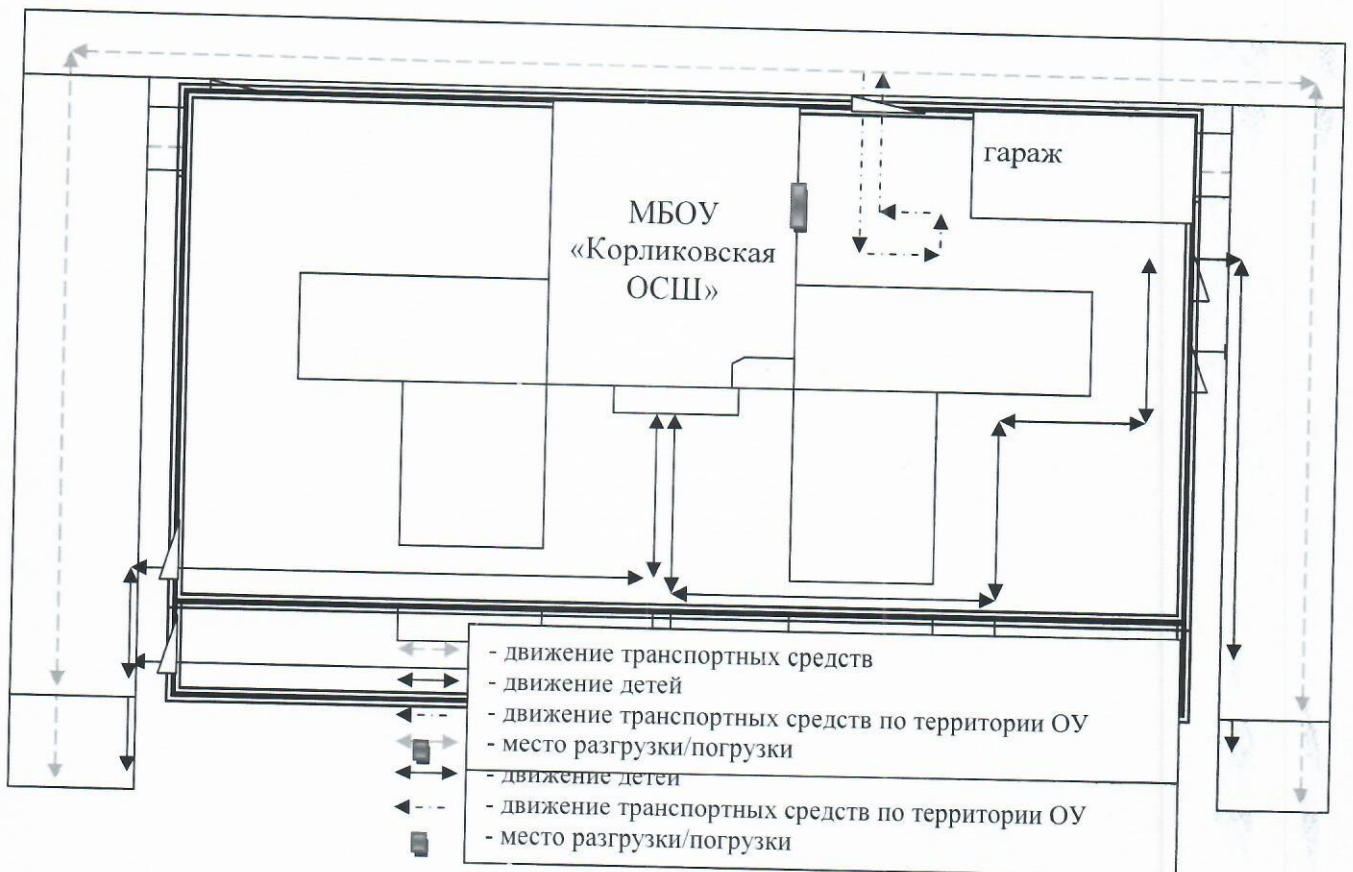 гараж
МБОУ
«Корликовская
ОСШ»
- движение транспортных средств
- движение детей
- движение транспортных средств по территории ОУ
- место разгрузки/погрузки
- движение детей
- движение транспортных средств по территории ОУ
- место разгрузки/погрузки